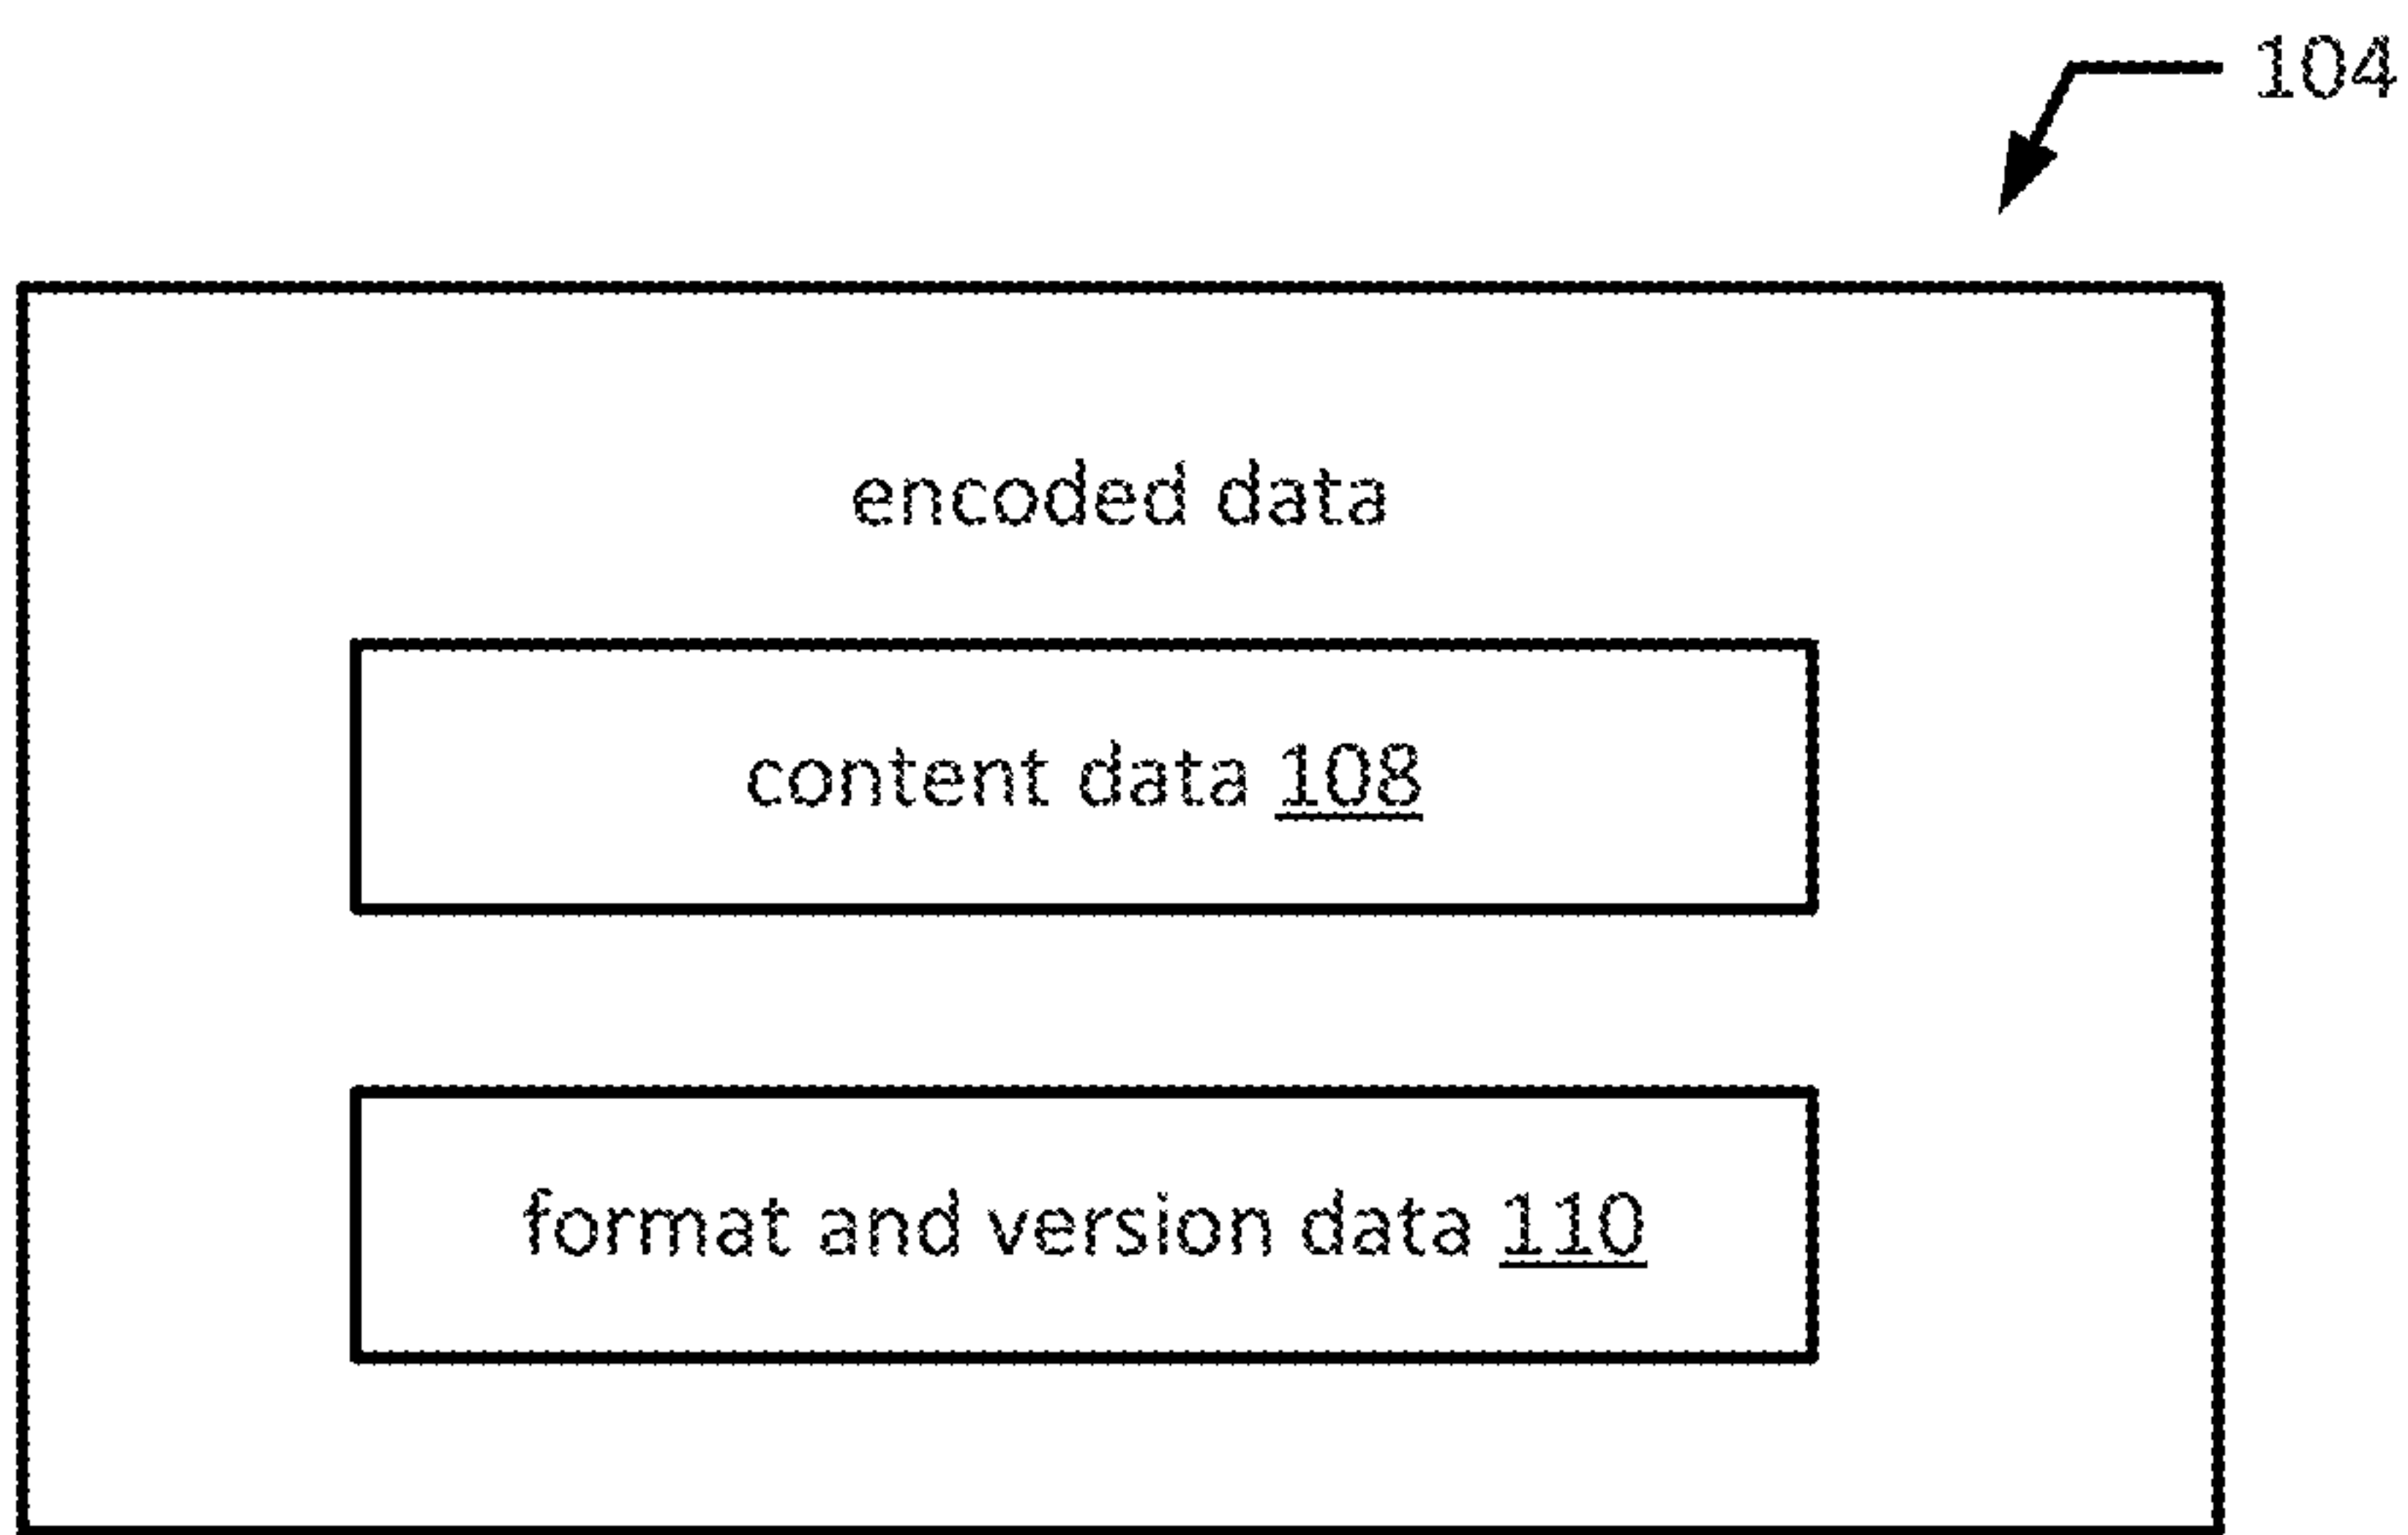 104
encoded data
content data 108
format and version data 110